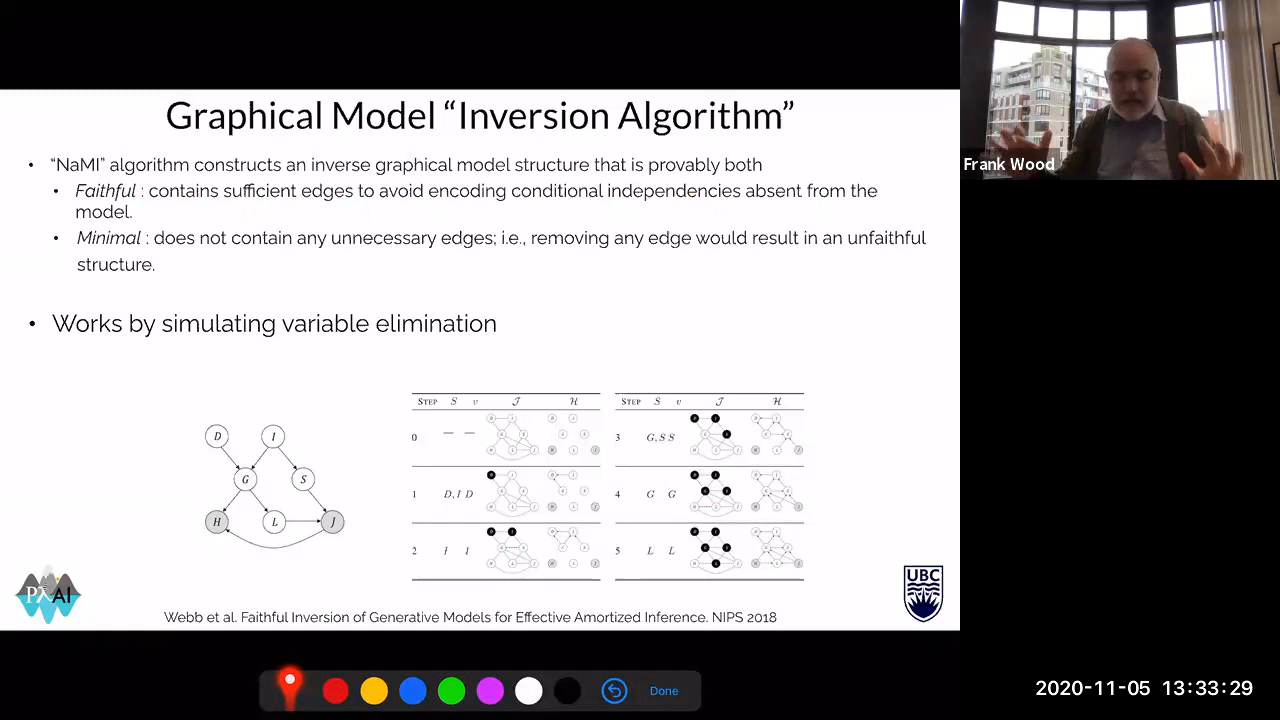 Graphical Model “Inversion Algorithm”
• “NaMI” algorithm constructs an inverse graphical model structure that is provably both
• Faithful : contains sufficient edges to avoid encoding conditional independencies absent from the
model.
• Minimal : does not contain any unnecessary edges; i.e., removing any edge would result in an unfaithful
structure.
• Works by simulating variable elimination
D I
G S
H L J
STEP S v J H
0 — —
1 D, I D
2 I I
STEP S v J H
3 G, S S
4 G G
5 L L
PλAI
UBC
Webb et al. Faithful Inversion of Generative Models for Effective Amortized Inference. NIPS 2018
Frank Wood
Done
2020-11-05 13:33:29